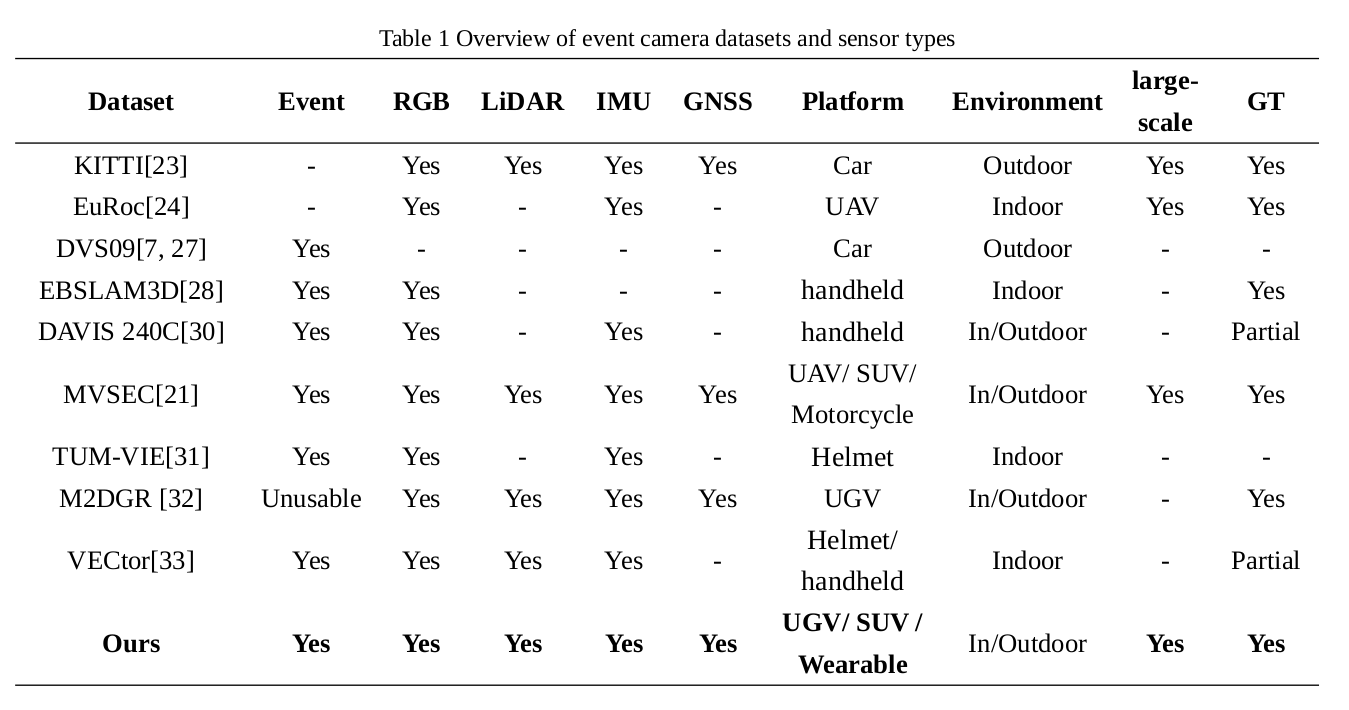 Table 1 Overview of event camera datasets and sensor types
Dataset Event RGB LiDAR IMU GNSS Platform Environment large-scale GT
KITTI[23] - Yes Yes Yes Yes Car Outdoor Yes Yes
EuRoc[24] - Yes - Yes - UAV Indoor Yes Yes
DVS09[7, 27] Yes - - - - Car Outdoor - -
EBSLAM3D[28] Yes Yes - - - handheld Indoor - Yes
DAVIS 240C[30] Yes Yes - Yes - handheld In/Outdoor - Partial
MVSEC[21] Yes Yes Yes Yes Yes UAV/ SUV/ Motorcycle In/Outdoor Yes Yes
TUM-VIE[31] Yes Yes - Yes - Helmet Indoor - -
M2DGR [32] Unusable Yes Yes Yes Yes UGV In/Outdoor - Yes
VECtor[33] Yes Yes Yes Yes - Helmet/ handheld Indoor - Partial
Ours Yes Yes Yes Yes Yes UGV/ SUV / Wearable In/Outdoor Yes Yes